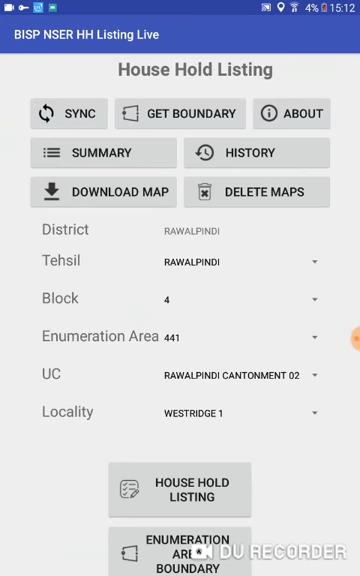 4% 15:12
BISP NSER HH Listing Live
House Hold Listing
SYNC
GET BOUNDARY
ABOUT
SUMMARY
HISTORY
DOWNLOAD MAP
DELETE MAPS
District RAWALPINDI
Tehsil RAWALPINDI
Block 4
Enumeration Area 441
UC RAWALPINDI CANTONMENT 02
Locality WESTRIDGE 1
HOUSE HOLD
LISTING
ENUMERATION
AREA
BOUNDARY
DU RECORDER